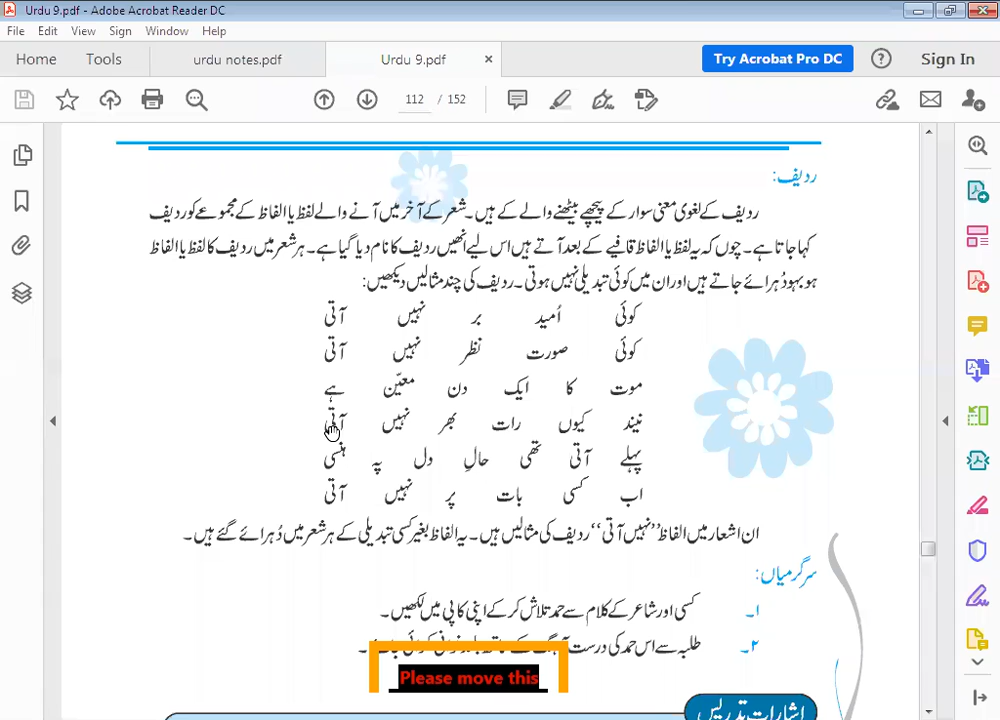 Urdu 9.pdf - Adobe Acrobat Reader DC
File Edit View Sign Window Help
Home Tools urdu notes.pdf Urdu 9.pdf × Try Acrobat Pro DC Sign In
112 / 152
ردیف:
ردیف کے لغوی معنی سوار کے پیچھے بیٹھنے والے کے ہیں۔ شعر کے آخر میں آنے والے لفظ یا الفاظ کے مجموعے کو ردیف
کہا جاتا ہے۔ چوں کہ یہ لفظ یا الفاظ قافیے کے بعد آتے ہیں اس لیے انھیں ردیف کا نام دیا گیا ہے۔ ہر شعر میں ردیف کا لفظ یا الفاظ
ہو بہو دُہرائے جاتے ہیں اور ان میں کوئی تبدیلی نہیں ہوتی۔ ردیف کی چند مثالیں دیکھیں:
کوئی اُمید بر نہیں آتی
کوئی صورت نظر نہیں آتی
موت کا ایک دن معیّن ہے
نیند کیوں رات بھر نہیں آتی
پہلے آتی تھی حالِ دل پہ ہنسی
اب کسی بات پر نہیں آتی
ان اشعار میں الفاظ ’’نہیں آتی‘‘ ردیف کی مثالیں ہیں۔ یہ الفاظ بغیر کسی تبدیلی کے ہر شعر میں دُہرائے گئے ہیں۔
سرگرمیاں:
۱۔ کسی اور شاعر کے کلام سے حمد تلاش کر کے اپنی کاپی میں لکھیں۔
۲۔ طلبہ سے اس حمد کی درست
Please move this
اشارات تدریس